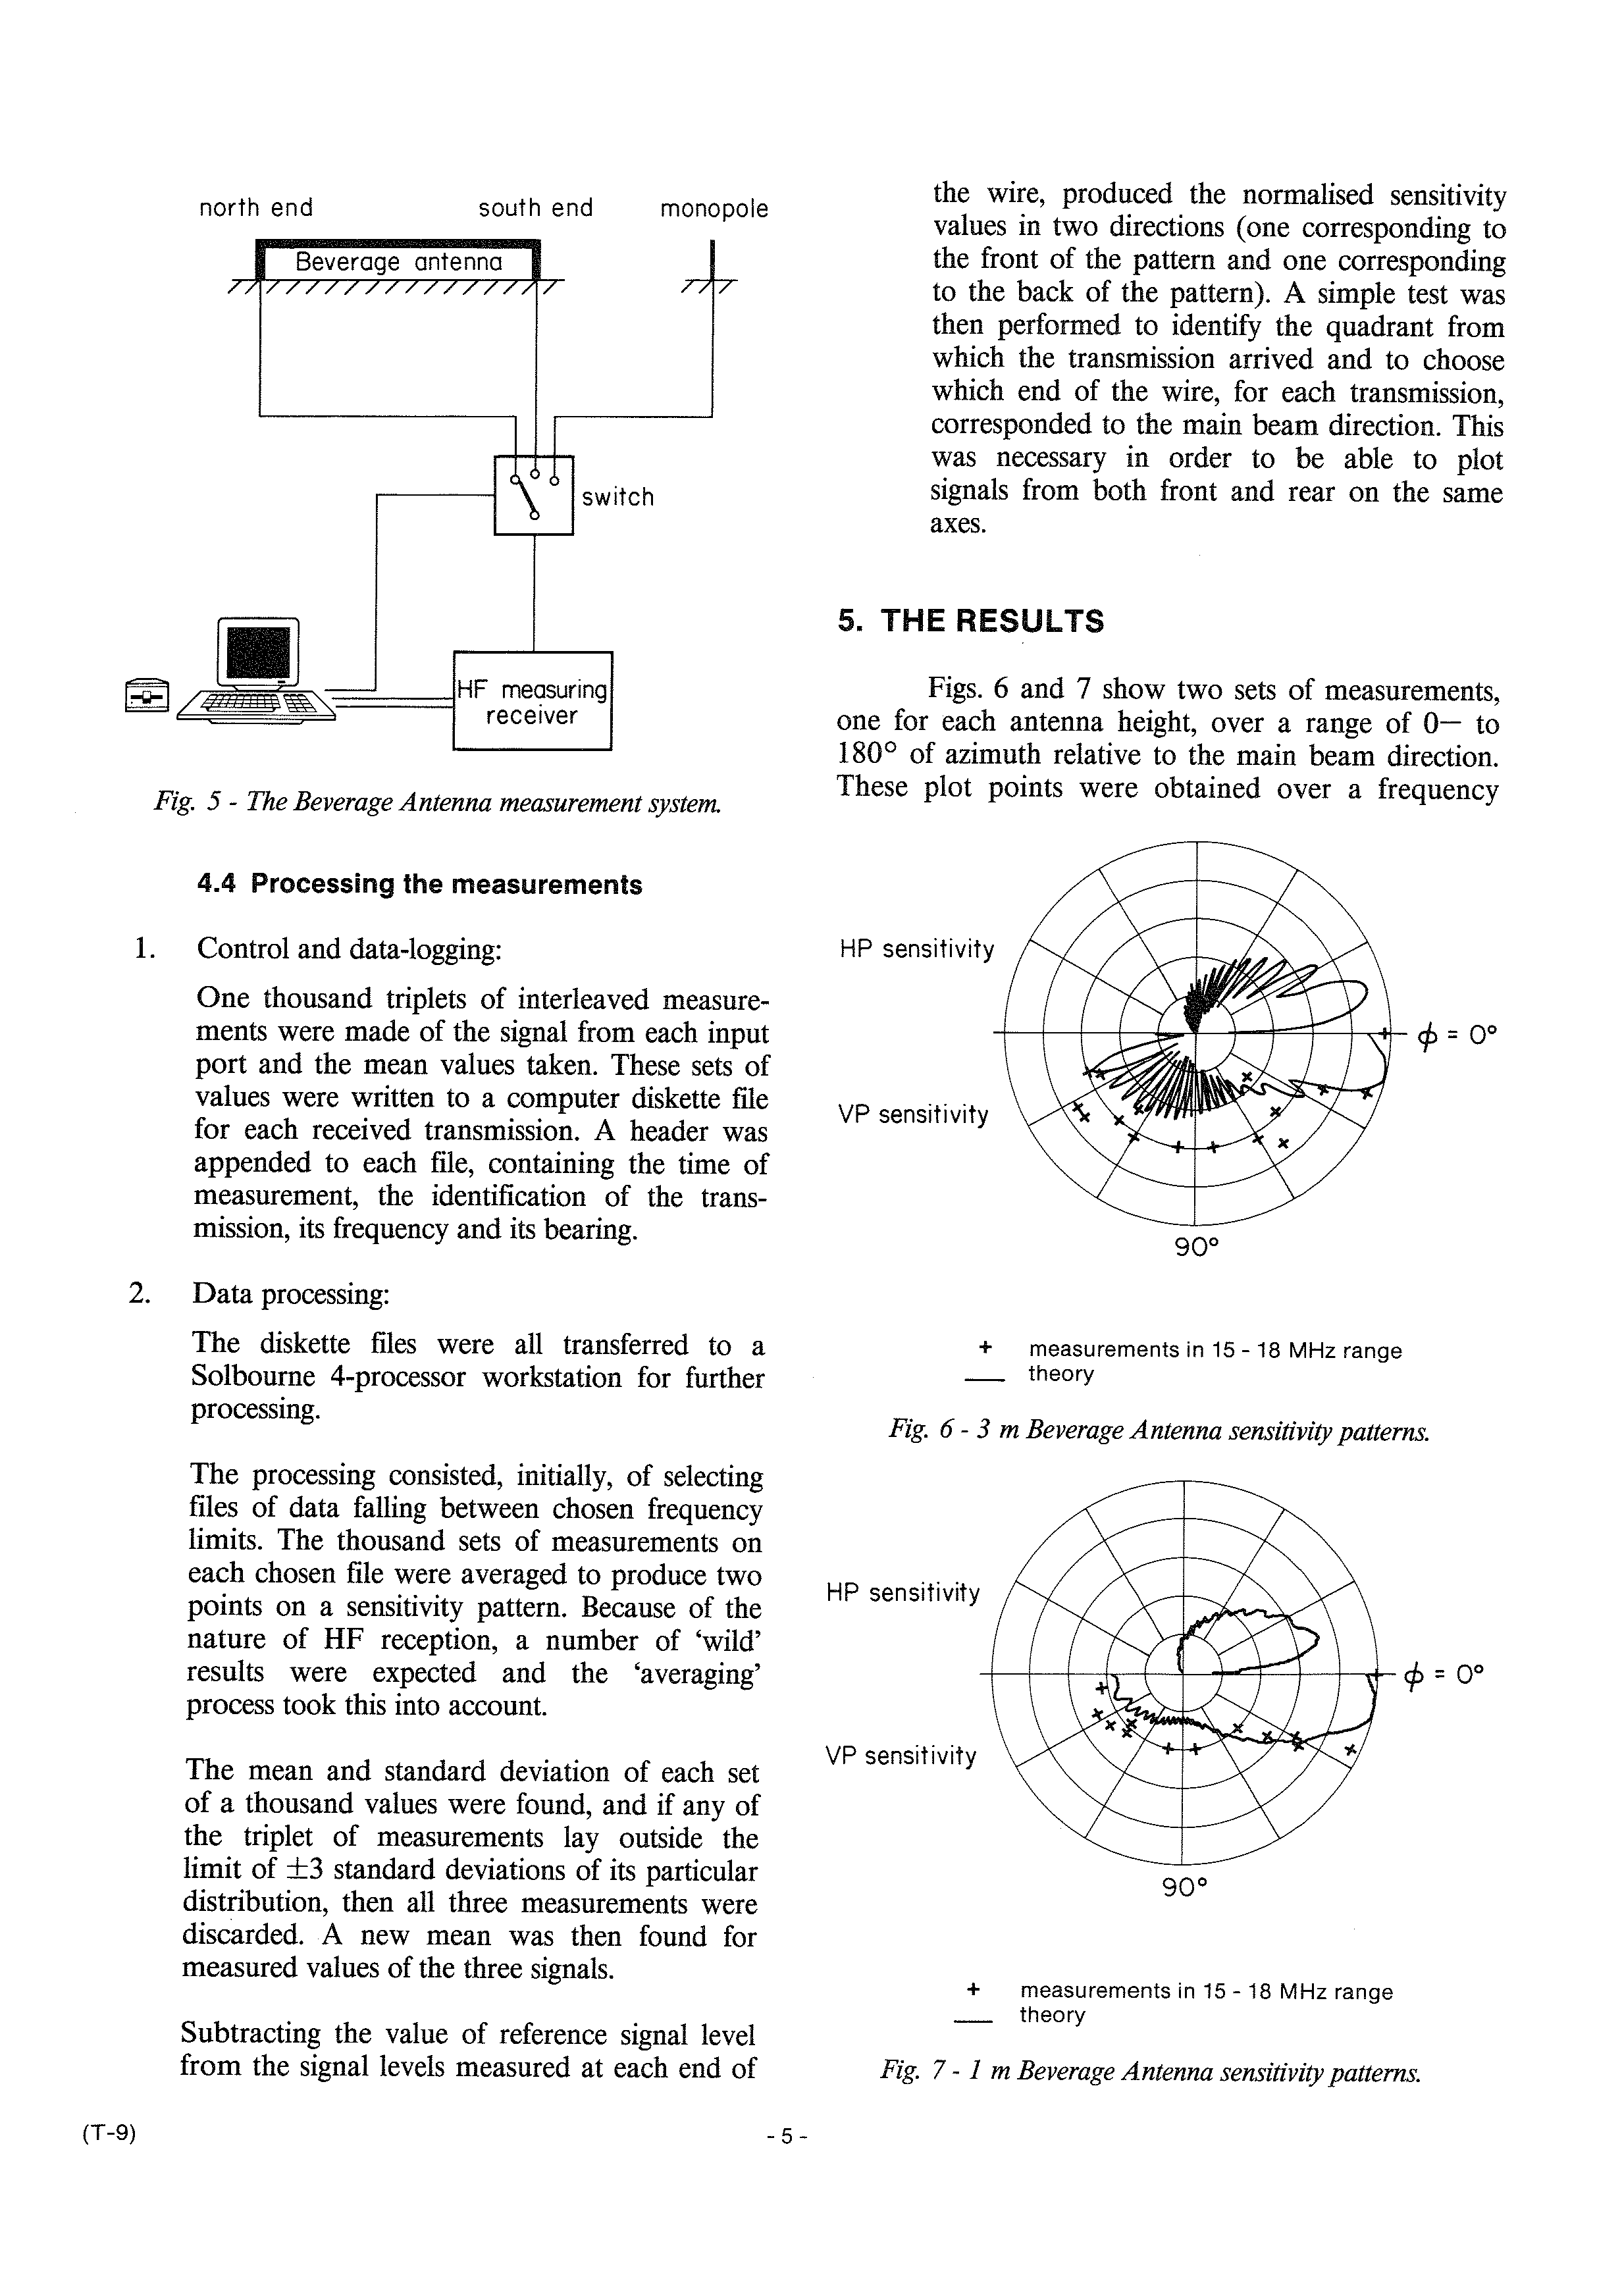 north end south end monopole
Beverage antenna
switch
HF measuring
receiver
Fig. 5 - The Beverage Antenna measurement system.
4.4 Processing the measurements
1. Control and data-logging:
One thousand triplets of interleaved measure-
ments were made of the signal from each input
port and the mean values taken. These sets of
values were written to a computer diskette file
for each received transmission. A header was
appended to each file, containing the time of
measurement, the identification of the trans-
mission, its frequency and its bearing.
2. Data processing:
The diskette files were all transferred to a
Solbourne 4-processor workstation for further
processing.
The processing consisted, initially, of selecting
files of data falling between chosen frequency
limits. The thousand sets of measurements on
each chosen file were averaged to produce two
points on a sensitivity pattern. Because of the
nature of HF reception, a number of ‘wild’
results were expected and the ‘averaging’
process took this into account.
The mean and standard deviation of each set
of a thousand values were found, and if any of
the triplet of measurements lay outside the
limit of ±3 standard deviations of its particular
distribution, then all three measurements were
discarded. A new mean was then found for
measured values of the three signals.
Subtracting the value of reference signal level
from the signal levels measured at each end of
the wire, produced the normalised sensitivity
values in two directions (one corresponding to
the front of the pattern and one corresponding
to the back of the pattern). A simple test was
then performed to identify the quadrant from
which the transmission arrived and to choose
which end of the wire, for each transmission,
corresponded to the main beam direction. This
was necessary in order to be able to plot
signals from both front and rear on the same
axes.
5. THE RESULTS
Figs. 6 and 7 show two sets of measurements,
one for each antenna height, over a range of 0— to
180° of azimuth relative to the main beam direction.
These plot points were obtained over a frequency
HP sensitivity
ϕ = 0°
VP sensitivity
90°
+ measurements in 15 - 18 MHz range
theory
Fig. 6 - 3 m Beverage Antenna sensitivity patterns.
HP sensitivity
ϕ = 0°
VP sensitivity
90°
+ measurements in 15 - 18 MHz range
theory
Fig. 7 - 1 m Beverage Antenna sensitivity patterns.
(T-9)
- 5 -